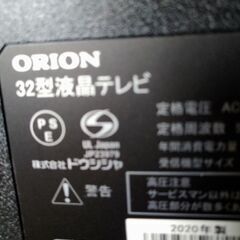 ORION
32型液晶テレビ
定格電圧 AC
定格周波数
年間消費電力量
受信機型サイズ
PSE
UL Japan
JP23979
株式会社ドウシシャ
警告
高圧注意
サービスマン以外
高圧部分が数多く
2020年製